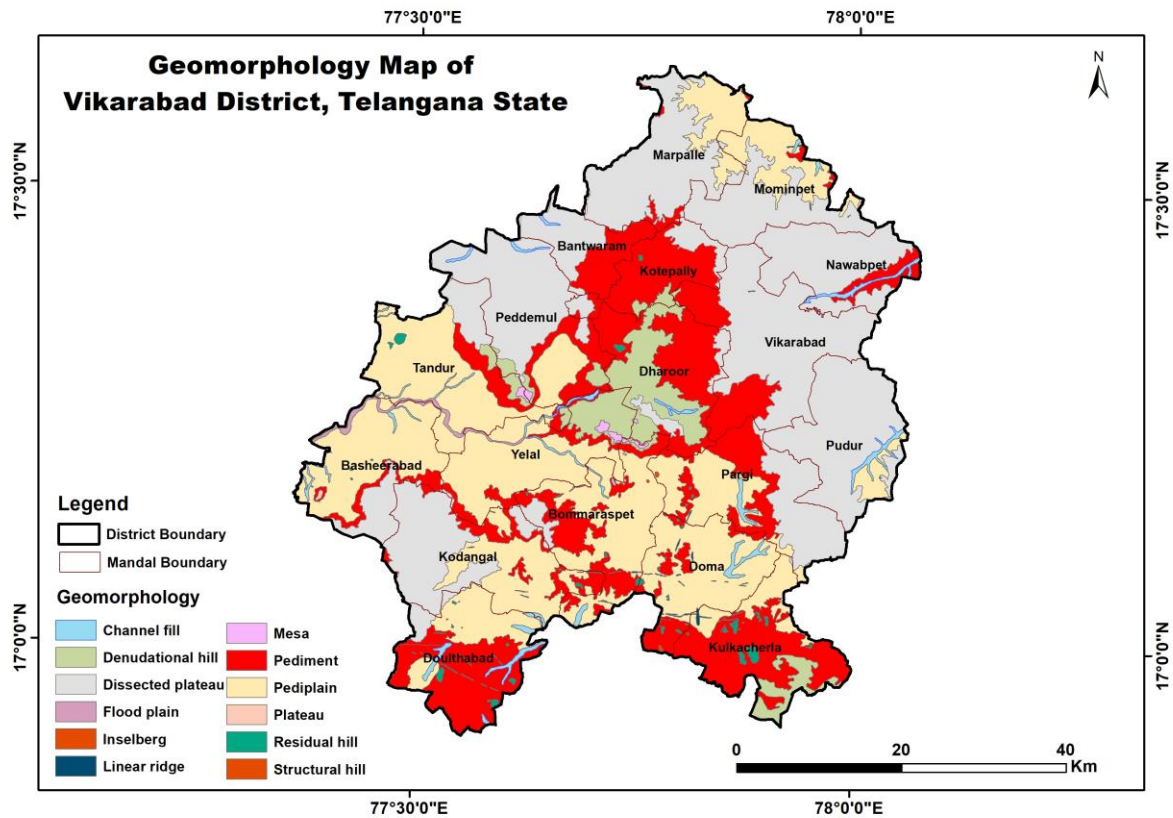 77°30'0"E
78°0'0"E
Geomorphology Map of
Vikarabad District, Telangana State
N
17°30'0"N
17°30'0"N
Marpalle
Mominpet
Bantwaram
Kotepally
Nawabpet
Peddemul
Vikarabad
Tandur
Dharoor
Pudur
Basheerabad
Yelal
Pargi
Bommaraspet
Kodangal
Doma
Doulthabad
Kulkacherla
Legend
District Boundary
Mandal Boundary
Geomorphology
Channel fill
Denudational hill
Dissected plateau
Flood plain
Inselberg
Linear ridge
Mesa
Pediment
Pediplain
Plateau
Residual hill
Structural hill
17°0'0"N
17°0'0"N
0 20 40
Km
77°30'0"E
78°0'0"E